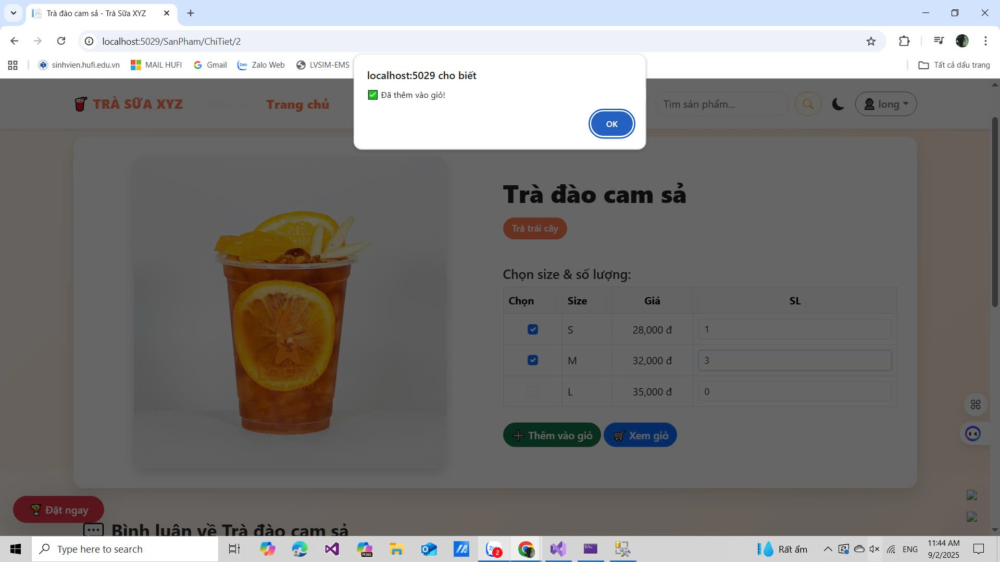 Trà đào cam sả - Trà Sữa XYZ
localhost:5029/SanPham/ChiTiet/2
sinhvien.hufi.edu.vn
MAIL HUFI
Gmail
Zalo Web
LVSIM-EMS
Tất cả dấu trang
localhost:5029 cho biết
Đã thêm vào giỏ!
OK
TRÀ SỮA XYZ
Trang chủ
Tìm sản phẩm...
long
Trà đào cam sả
Trà trái cây
Chọn size & số lượng:
Chọn Size Giá SL
S 28,000 đ 1
M 32,000 đ 3
L 35,000 đ 0
Thêm vào giỏ
Xem giỏ
Đặt ngay
Bình luận về Trà đào cam sả
Type here to search
M365
2
Rất ẩm
ENG
11:44 AM
9/2/2025